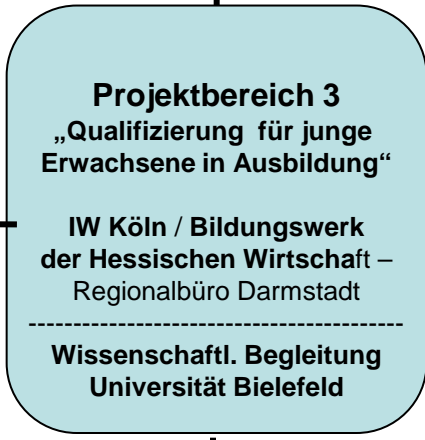 Projektbereich 3
„Qualifizierung für junge
Erwachsene in Ausbildung“
IW Köln / Bildungswerk
der Hessischen Wirtschaft –
Regionalbüro Darmstadt
------------------------------------------
Wissenschaftl. Begleitung
Universität Bielefeld